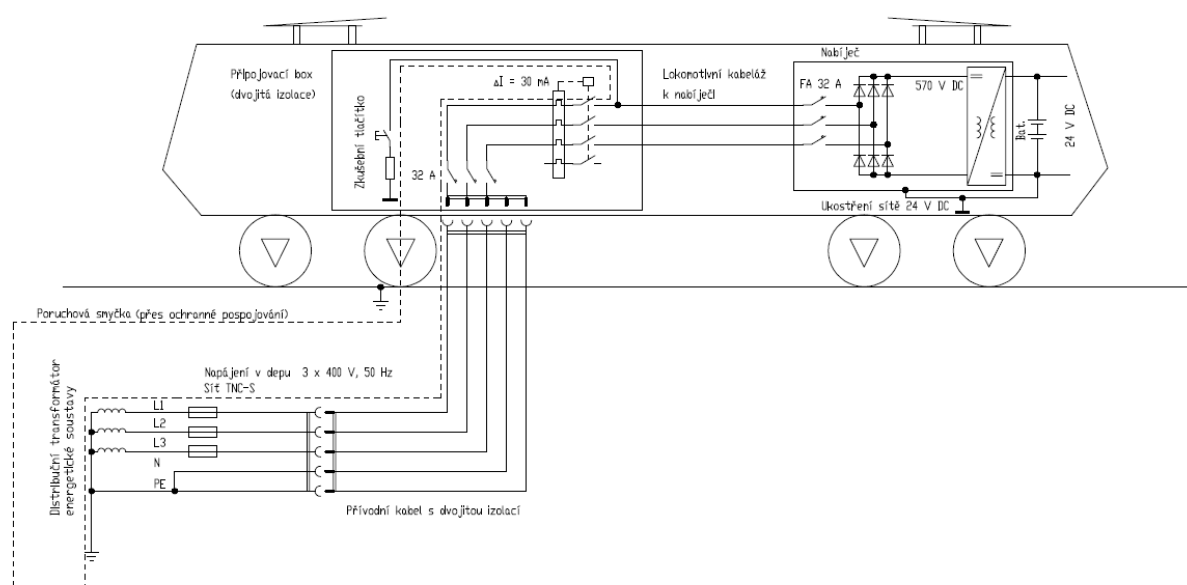 Připojovací box
(dvojitá izolace)
Zkušební tlačítko
ΔI = 30 mA
32 A
Lokomotivní kabeláž
k nabíječi
Nabíječ
FA 32 A
570 V DC
Bat.
24 V DC
Ukostření sítě 24 V DC
Poruchová smyčka (přes ochranné pospojování)
Distribuční transformátor
energetické soustavy
Napájení v depu 3 x 400 V, 50 Hz
Síť TNC-S
L1
L2
L3
N
PE
Přívodní kabel s dvojitou izolací